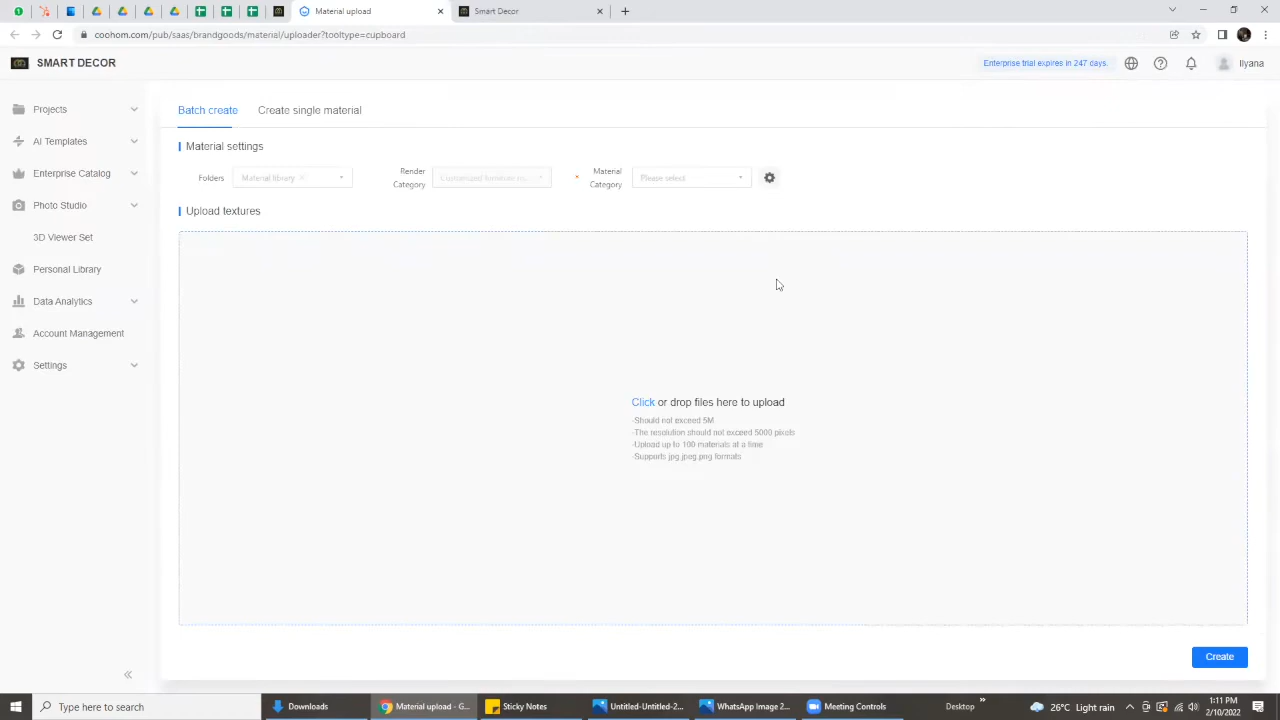 Material upload
Smart Decor
coohom.com/pub/saas/brandgoods/material/uploader?tooltype=cupboard
SMART DECOR
Enterprise trial expires in 247 days.
Ilyana
Projects
AI Templates
Enterprise Catalog
Photo Studio
3D Viewer Set
Personal Library
Data Analytics
Account Management
Settings
Batch create
Create single material
Material settings
Folders
Material library
Render
Category
Customized furniture
Material
Category
Please select
Upload textures
Click or drop files here to upload
-Should not exceed 5M
-The resolution should not exceed 5000 pixels
-Upload up to 100 materials at a time
-Supports jpg,jpeg,png formats
Create
Type here to search
Downloads
Material upload - G...
Sticky Notes
Untitled-Untitled-2...
WhatsApp Image 2...
Meeting Controls
Desktop
26°C Light rain
1:11 PM
2/10/2022